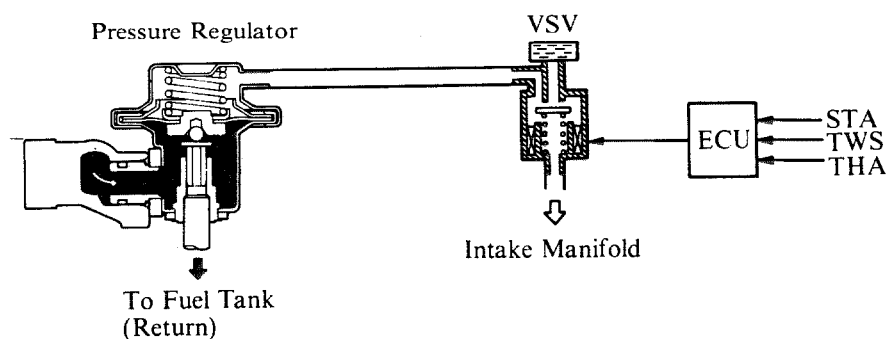 Pressure Regulator
VSV
ECU
STA
TWS
THA
Intake Manifold
To Fuel Tank
(Return)